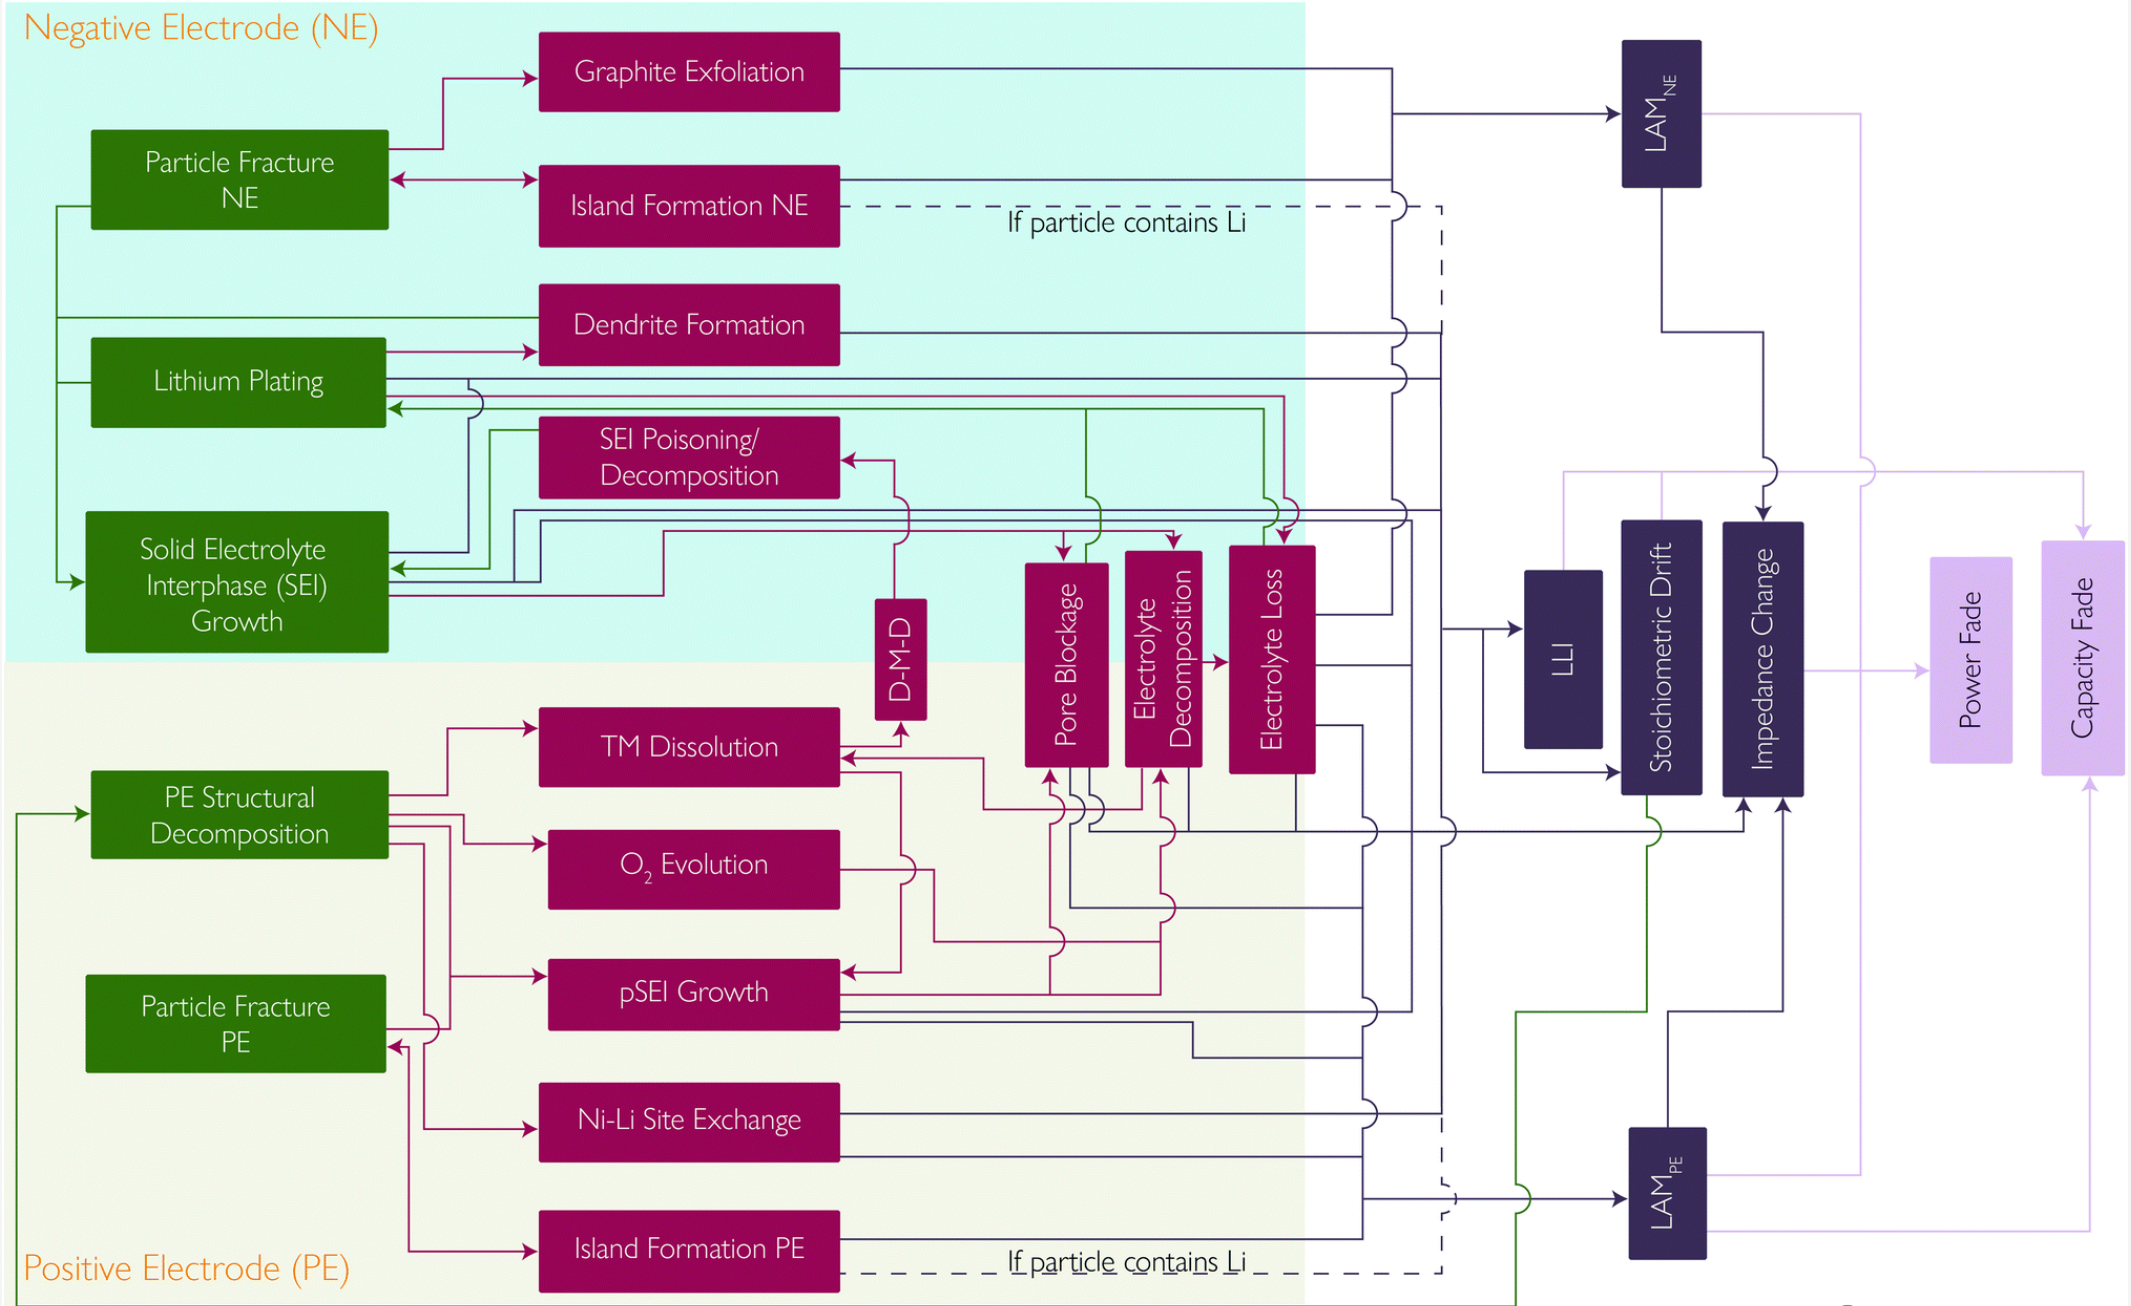 Negative Electrode (NE)
Graphite Exfoliation
Particle Fracture
NE
Island Formation NE
If particle contains Li
LAM_NE
Dendrite Formation
Lithium Plating
SEI Poisoning/
Decomposition
Solid Electrolyte
Interphase (SEI)
Growth
D-M-D
Pore Blockage
Electrolyte
Decomposition
Electrolyte Loss
LLI
Stoichiometric Drift
Impedance Change
Power Fade
Capacity Fade
TM Dissolution
PE Structural
Decomposition
O₂ Evolution
pSEI Growth
Particle Fracture
PE
Ni-Li Site Exchange
LAM_PE
Island Formation PE
If particle contains Li
Positive Electrode (PE)